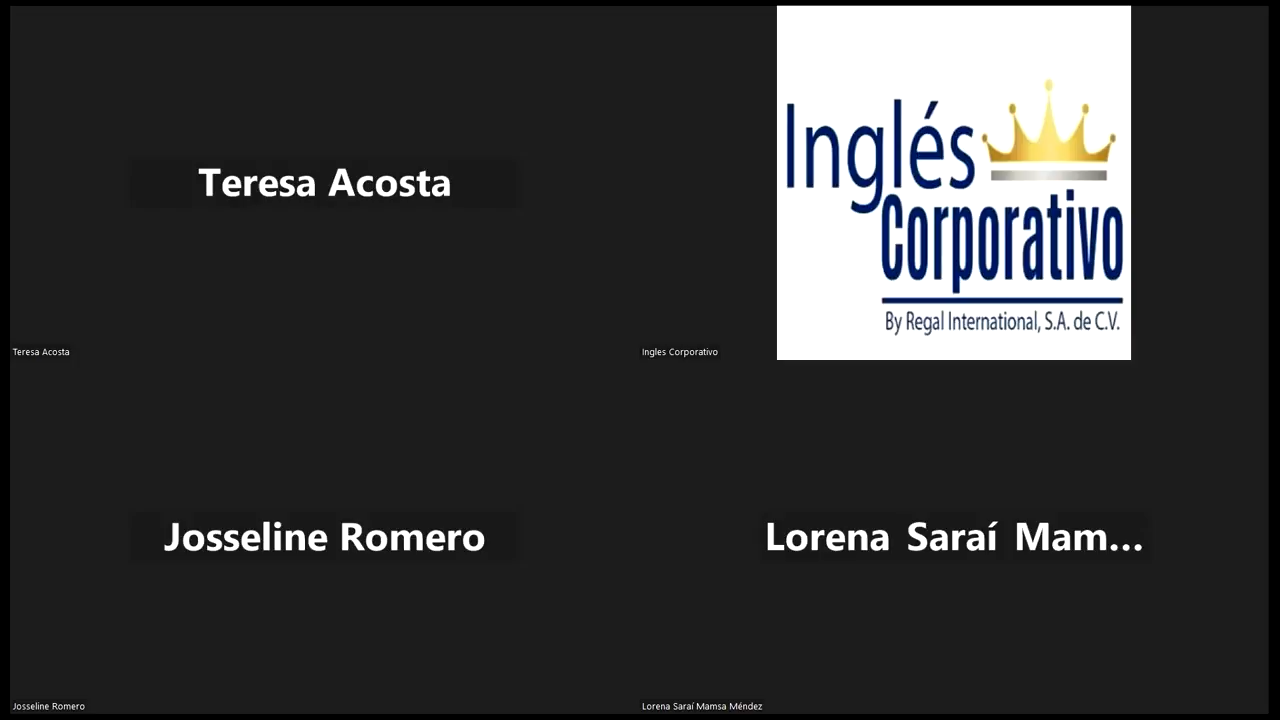 Teresa Acosta
Teresa Acosta
Inglés
Corporativo
By Regal International, S.A. de C.V.
Ingles Corporativo
Josseline Romero
Josseline Romero
Lorena Saraí Mam...
Lorena Saraí Mamsa Méndez